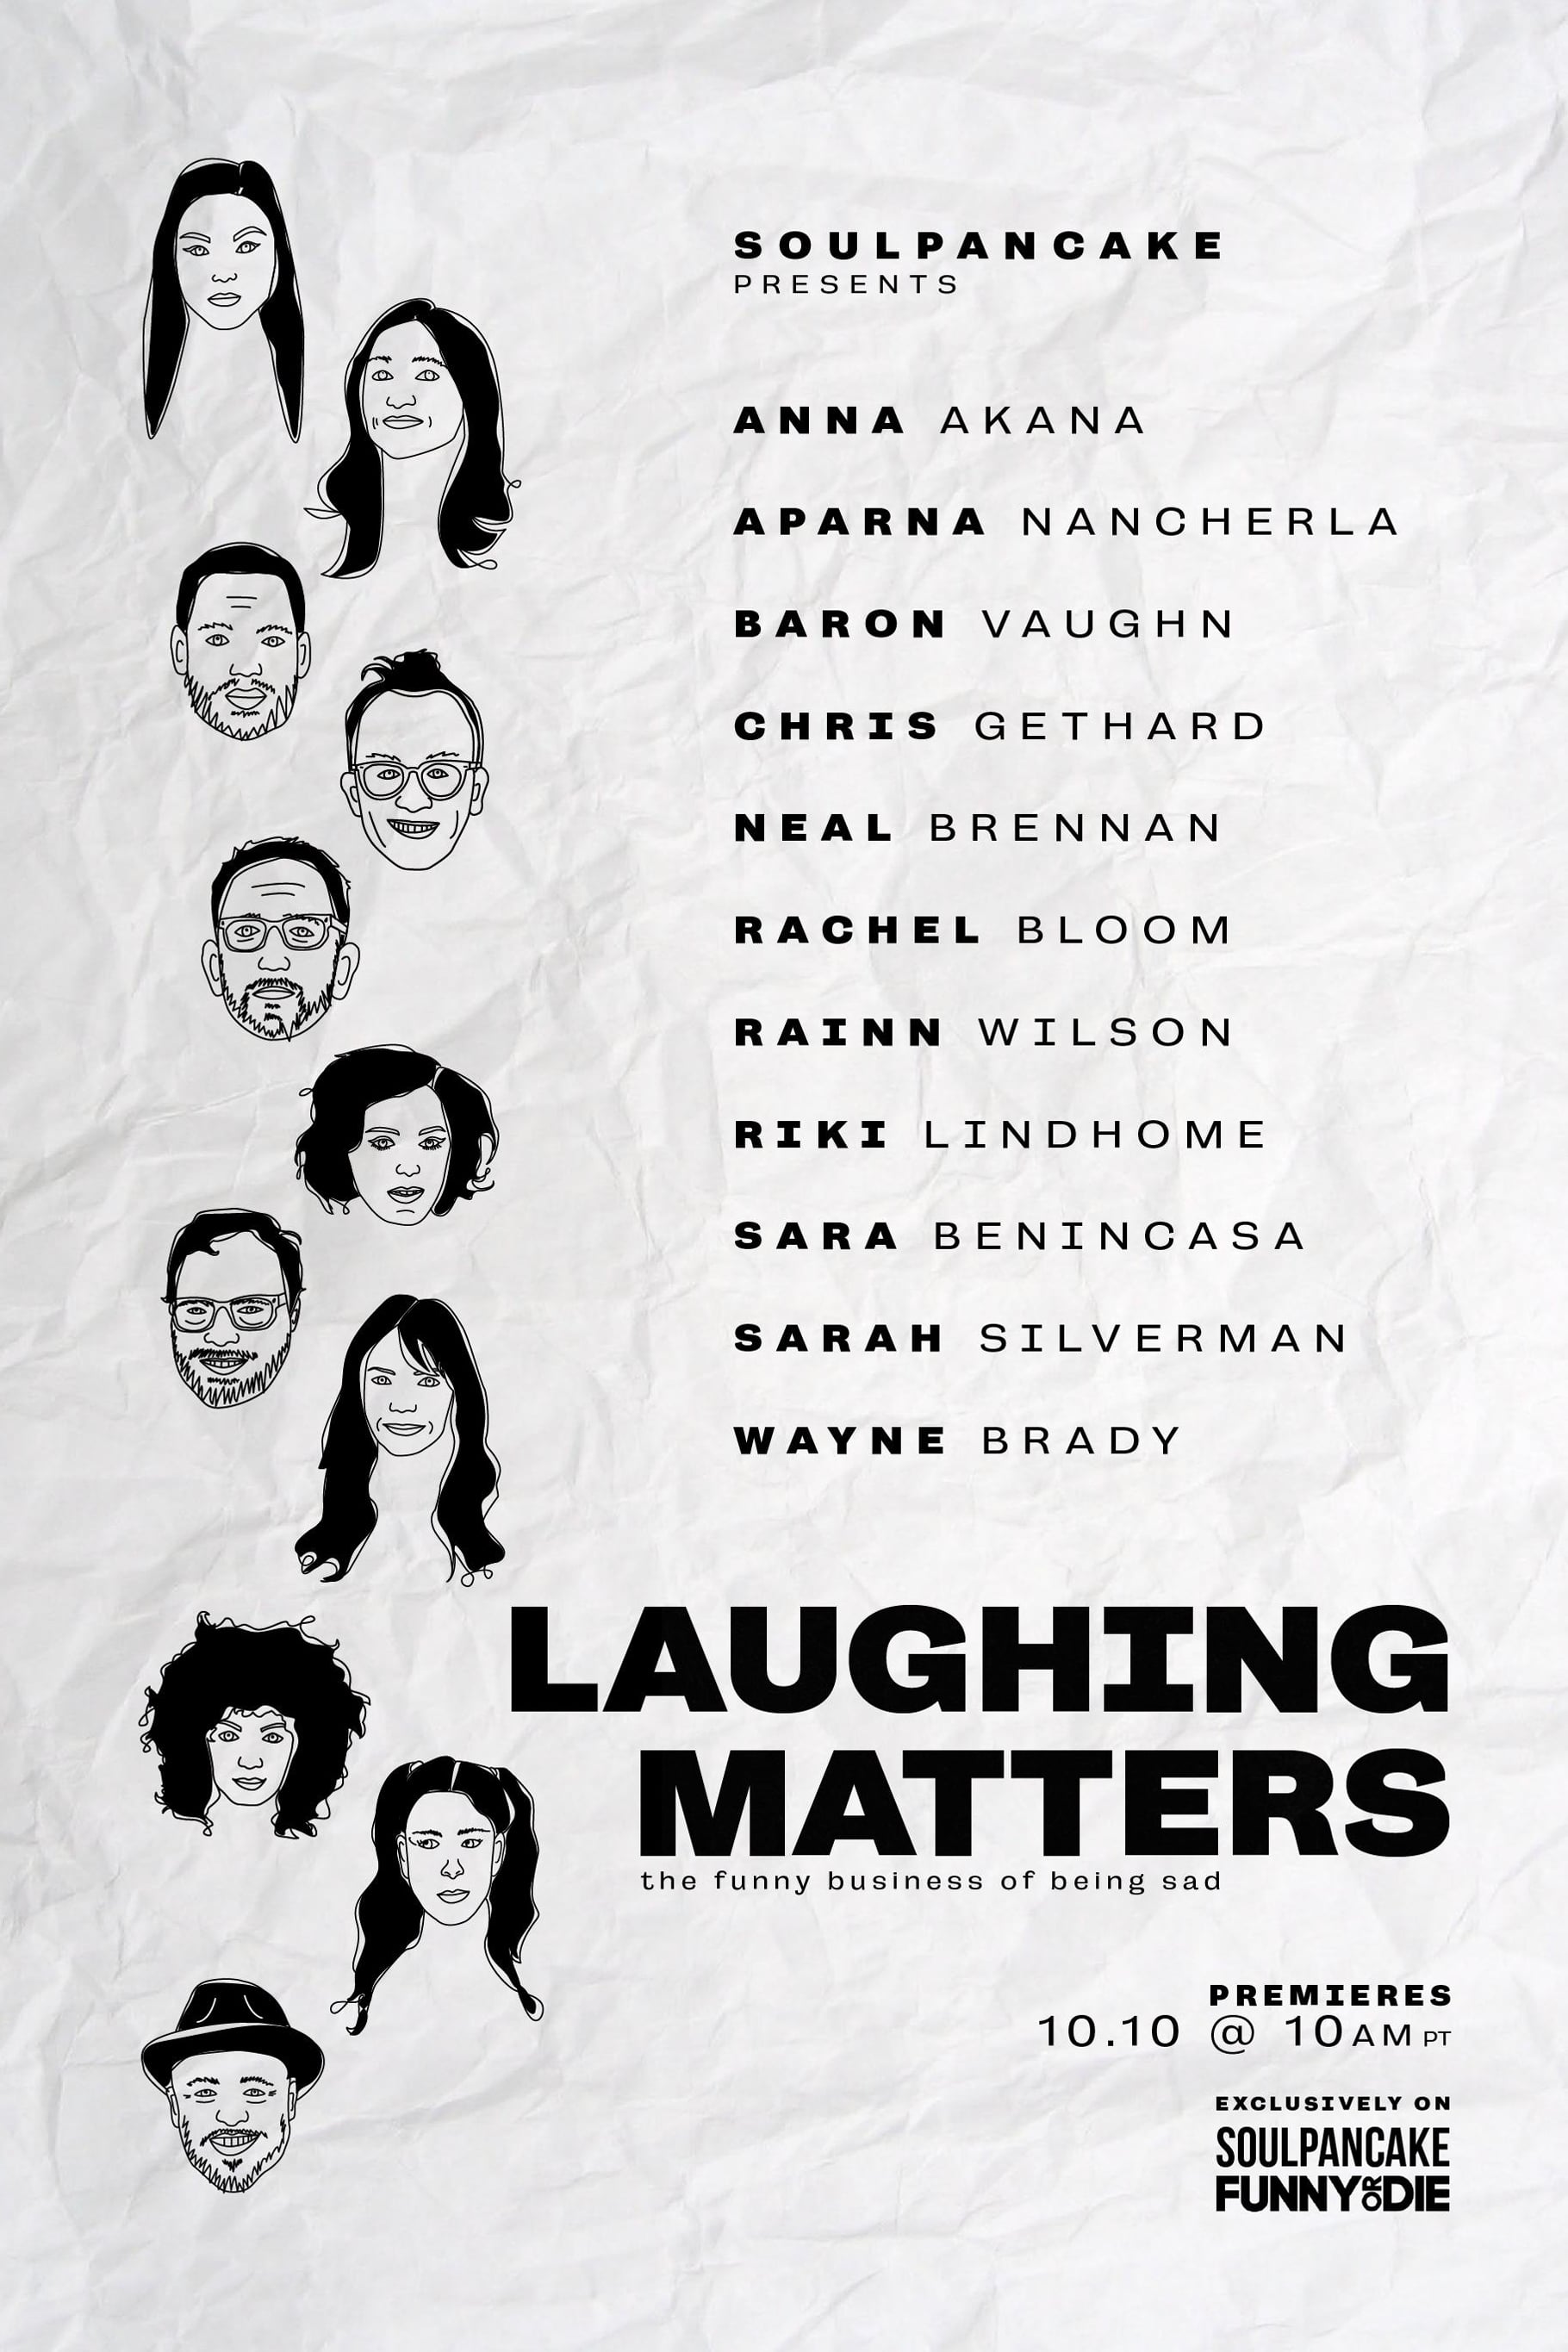 SOULPANCAKE
PRESENTS
ANNA AKANA
APARNA NANCHERLA
BARON VAUGHN
CHRIS GETHARD
NEAL BRENNAN
RACHEL BLOOM
RAINN WILSON
RIKI LINDHOME
SARA BENINCASA
SARAH SILVERMAN
WAYNE BRADY
LAUGHING
MATTERS
the funny business of being sad
PREMIERES
10.10 @ 10AM PT
EXCLUSIVELY ON
SOULPANCAKE
FUNNY OR DIE